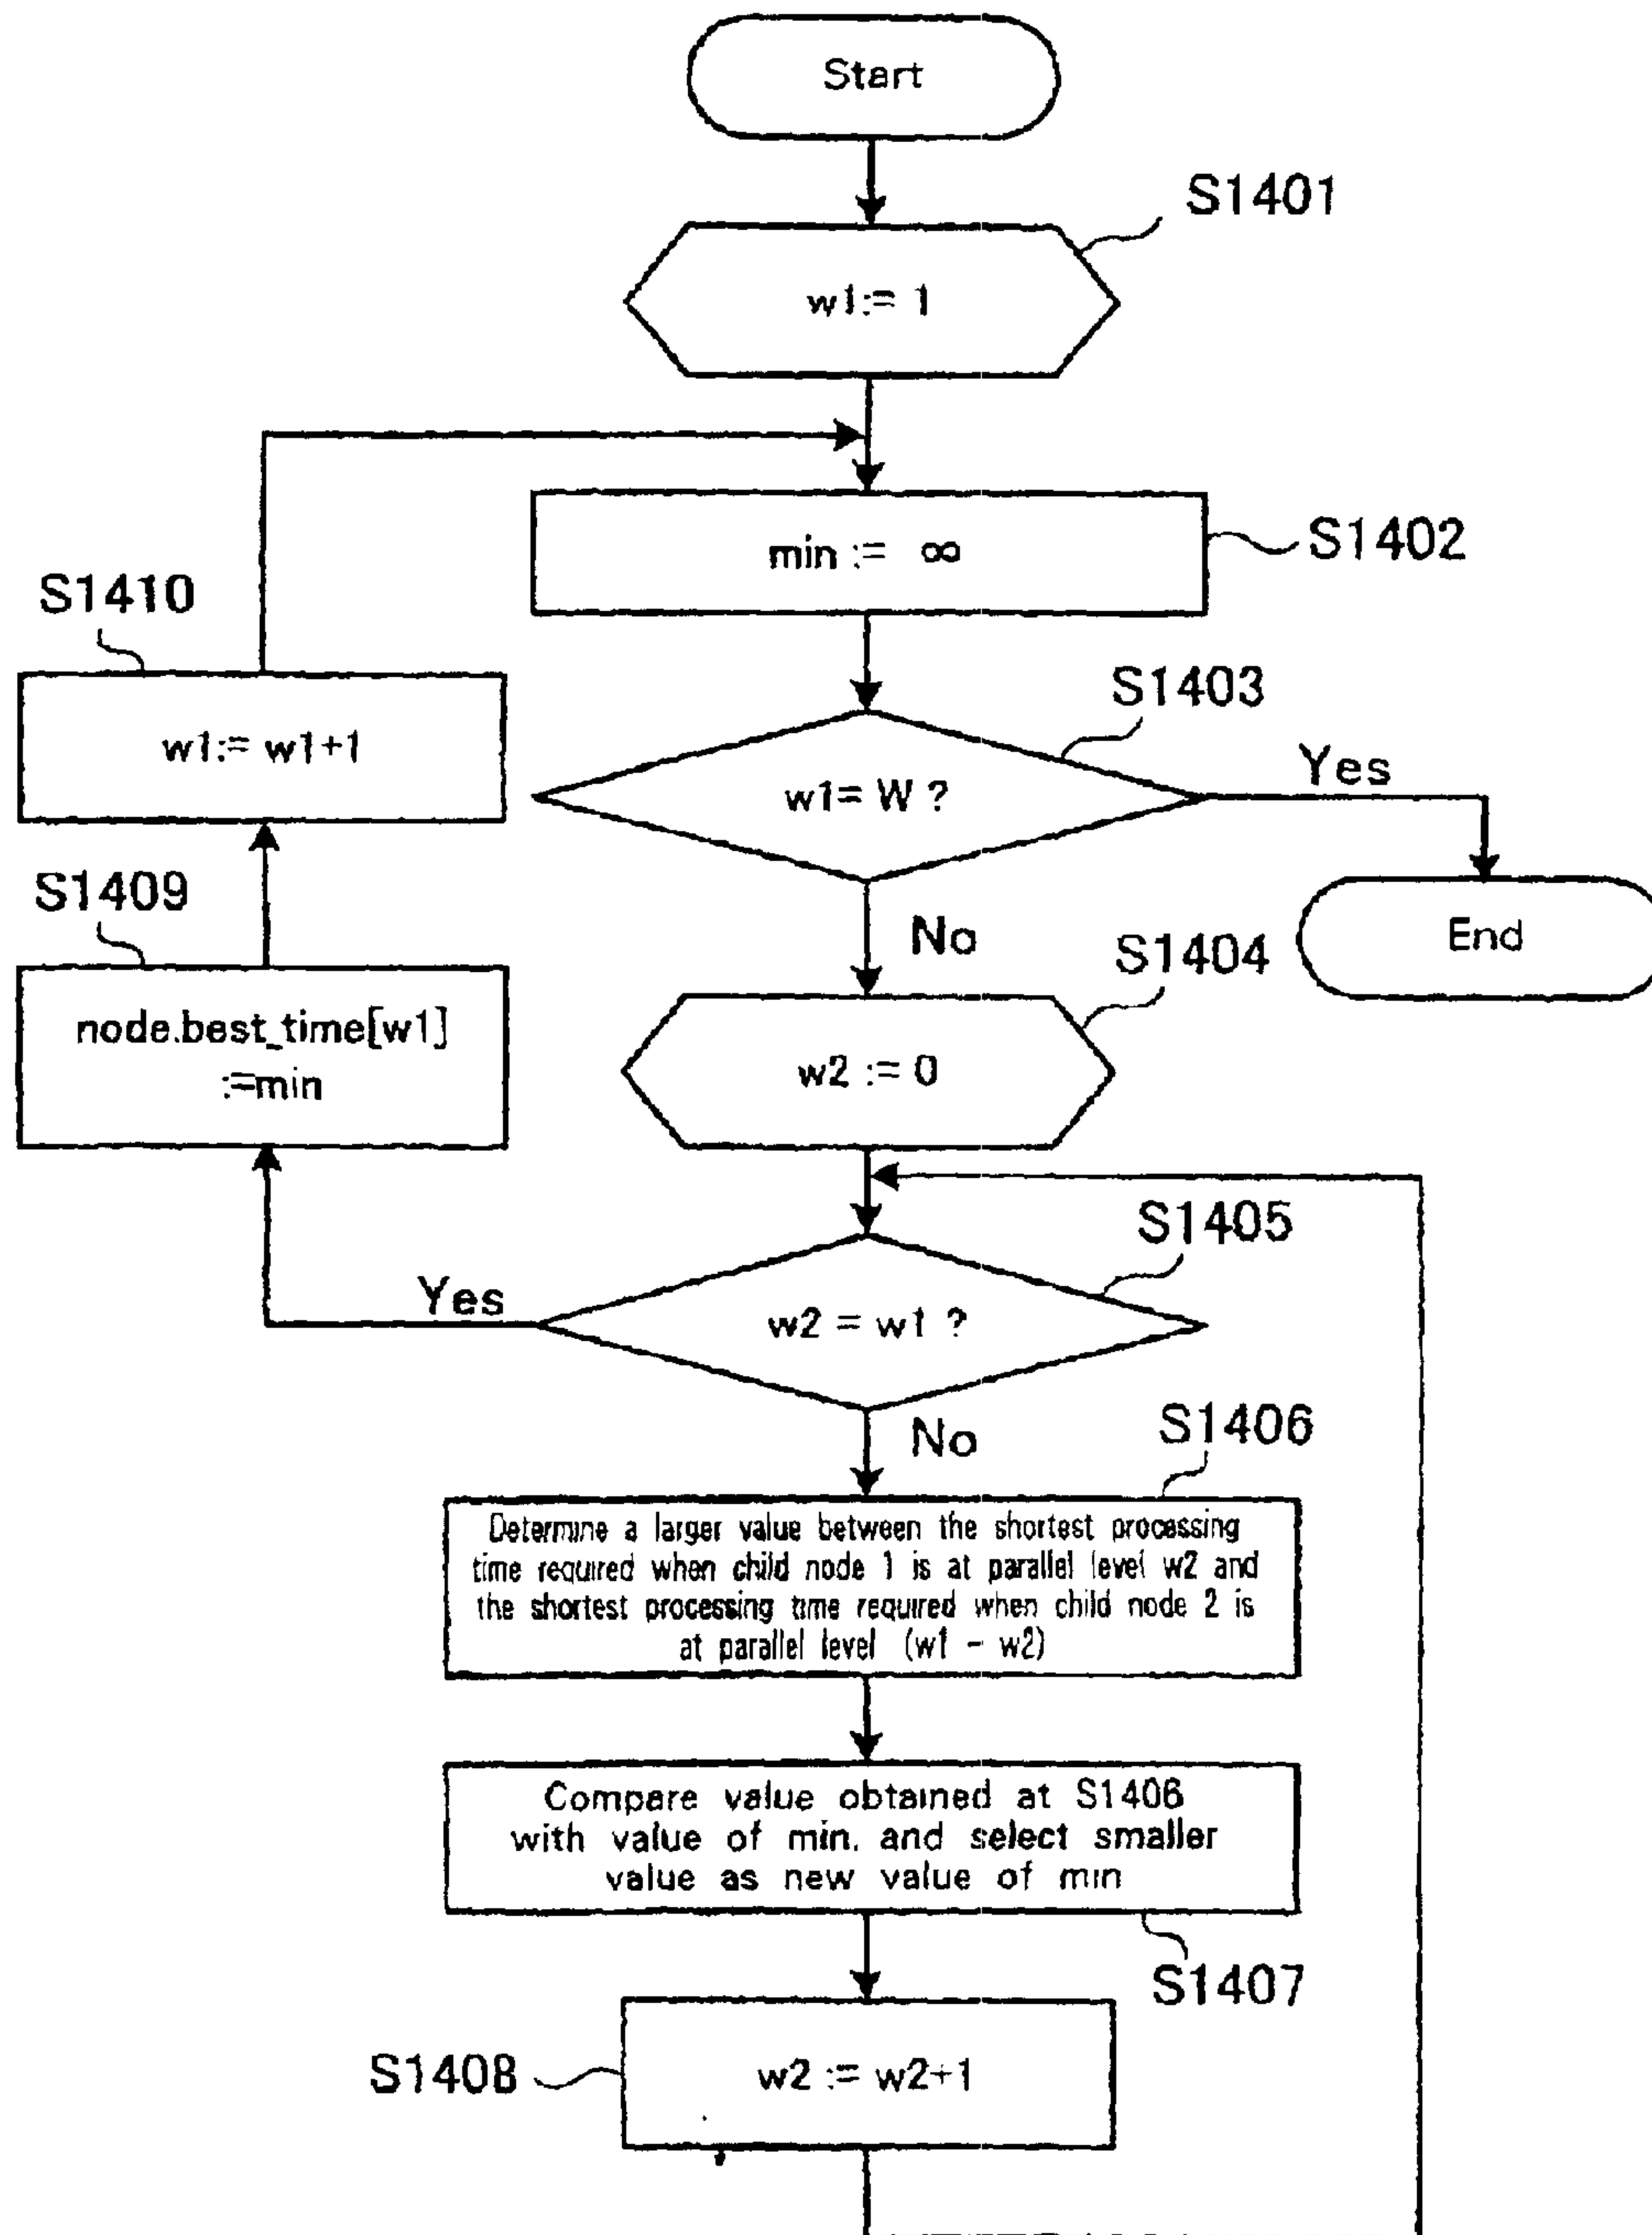 Start
S1401
w1:= 1
min := ∞
S1402
S1410
w1:= w1+1
S1403
w1= W ?
Yes
End
No
S1409
node.best_time[w1]
:=min
S1404
w2 := 0
S1405
w2 = w1 ?
Yes
No
S1406
Determine a larger value between the shortest processing
time required when child node 1 is at parallel level w2 and
the shortest processing time required when child node 2 is
at parallel level (w1 - w2)
Compare value obtained at S1406
with value of min. and select smaller
value as new value of min
S1407
S1408
w2 := w2+1